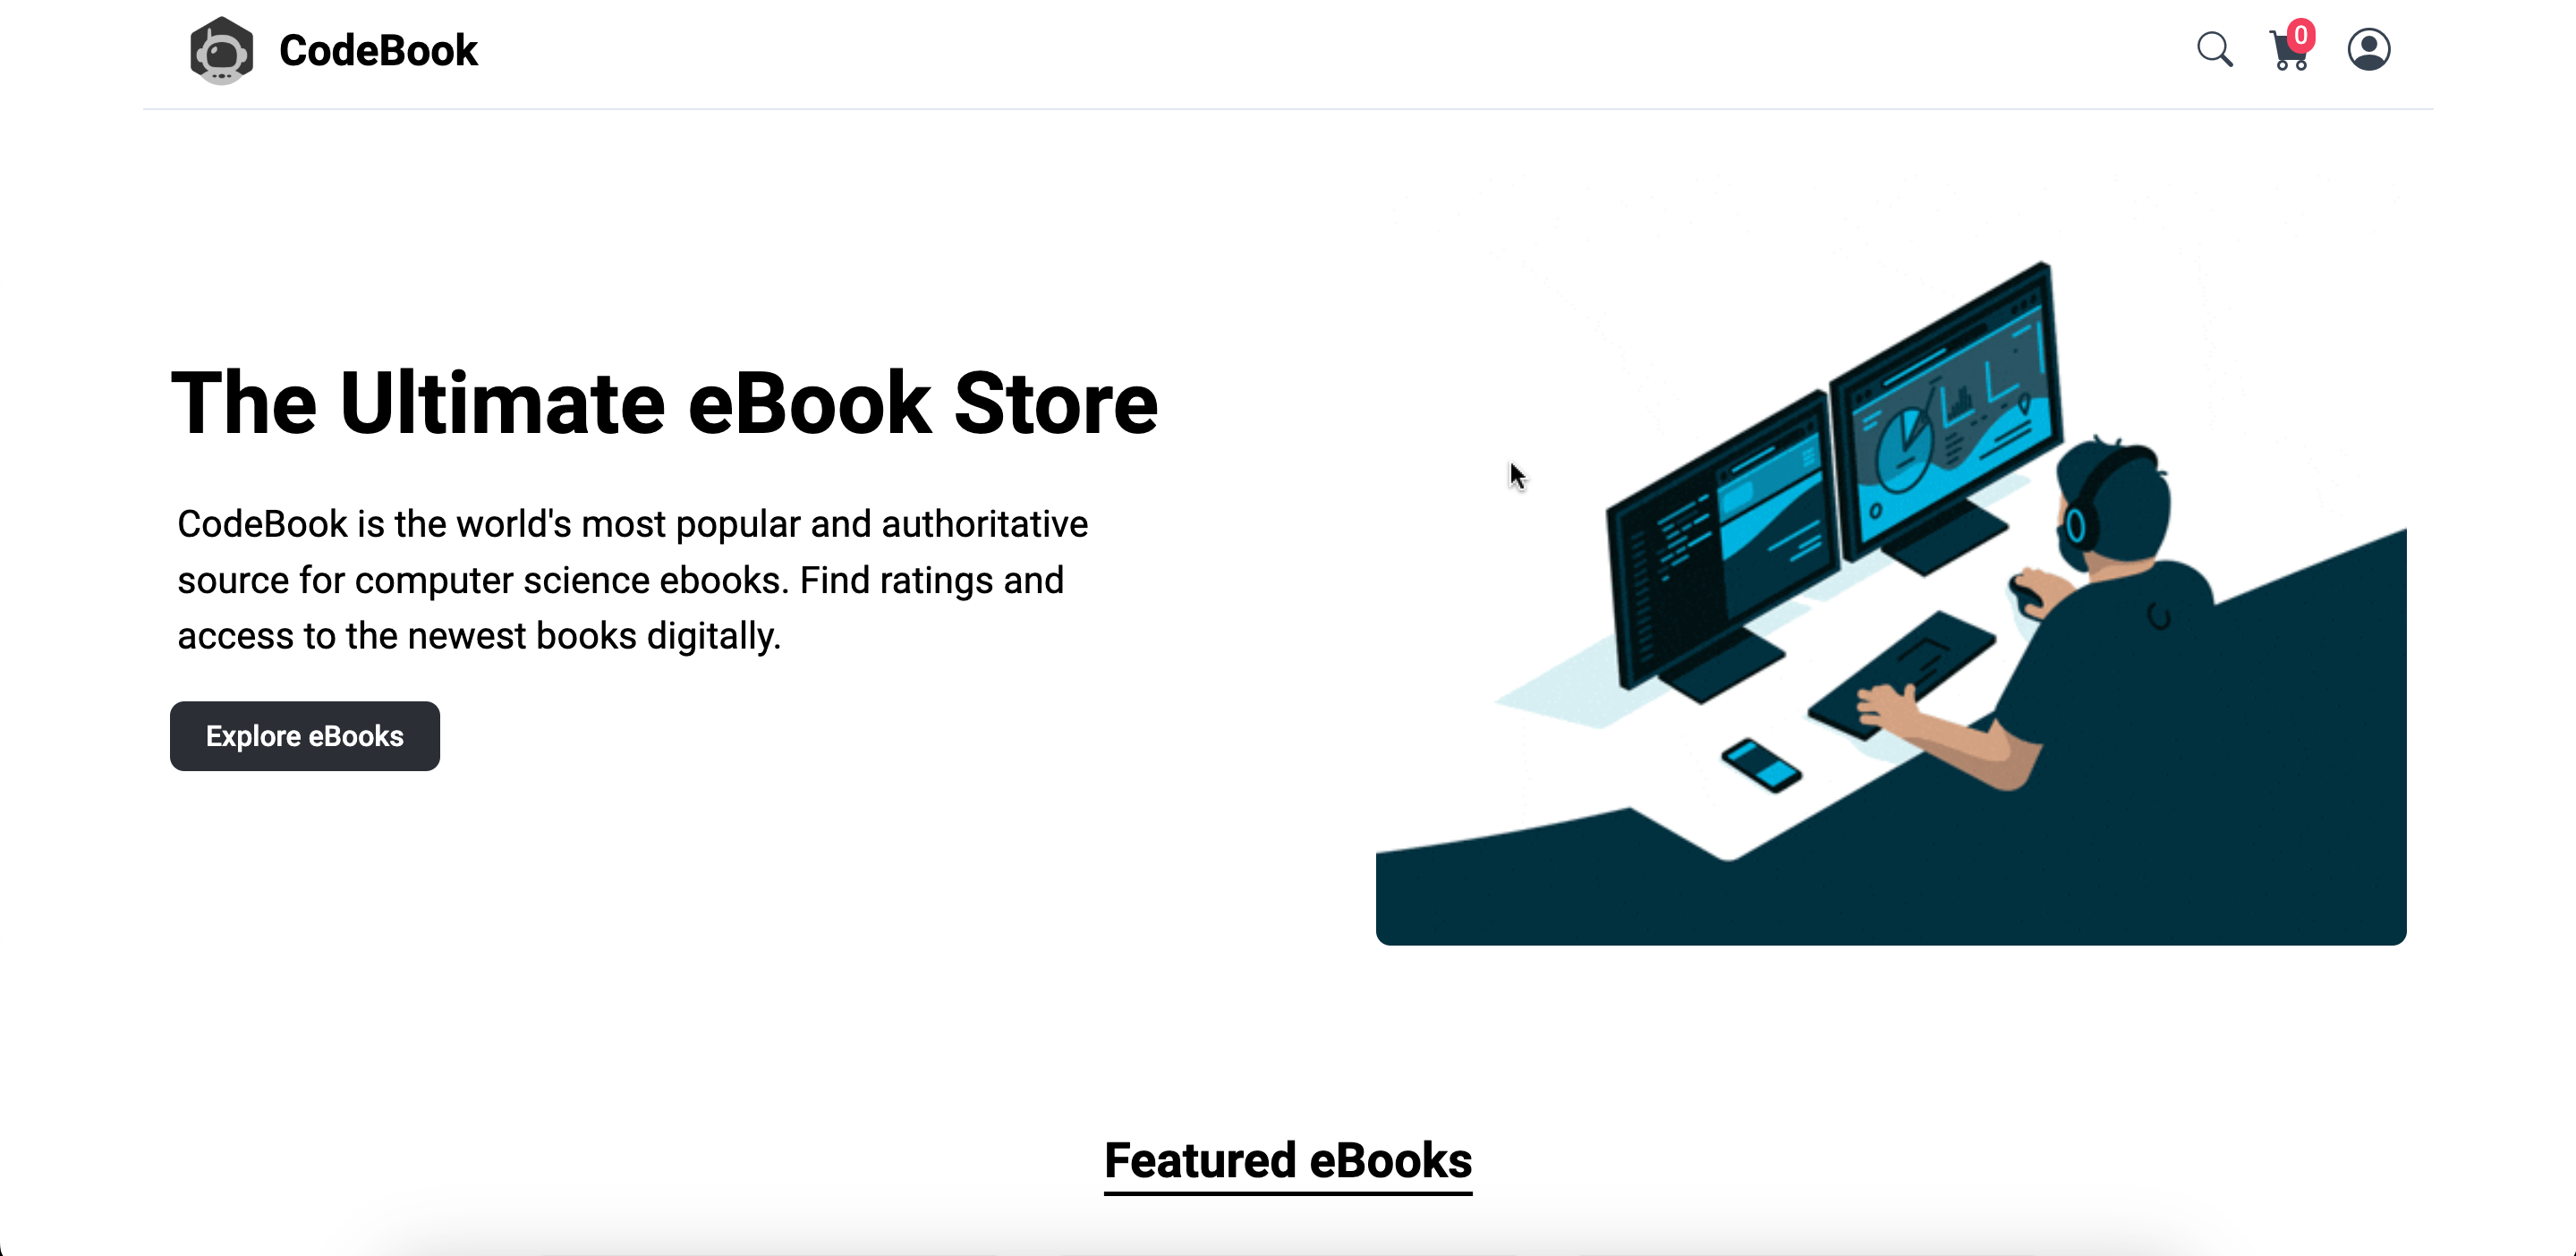 CodeBook
0
The Ultimate eBook Store
CodeBook is the world's most popular and authoritative
source for computer science ebooks. Find ratings and
access to the newest books digitally.
Explore eBooks
Featured eBooks